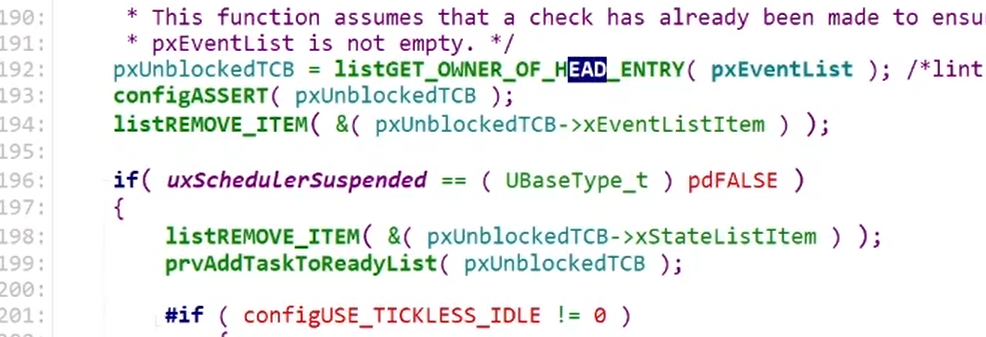 190: * This function assumes that a check has already been made to
191: * pxEventList is not empty. */
192: pxUnblockedTCB = listGET_OWNER_OF_HEAD_ENTRY( pxEventList ); /*lint
193: configASSERT( pxUnblockedTCB );
194: listREMOVE_ITEM( &( pxUnblockedTCB->xEventListItem ) );
195:
196: if( uxSchedulerSuspended == ( UBaseType_t ) pdFALSE )
197: {
198: listREMOVE_ITEM( &( pxUnblockedTCB->xStateListItem ) );
199: prvAddTaskToReadyList( pxUnblockedTCB );
200:
201: #if ( configUSE_TICKLESS_IDLE != 0 )